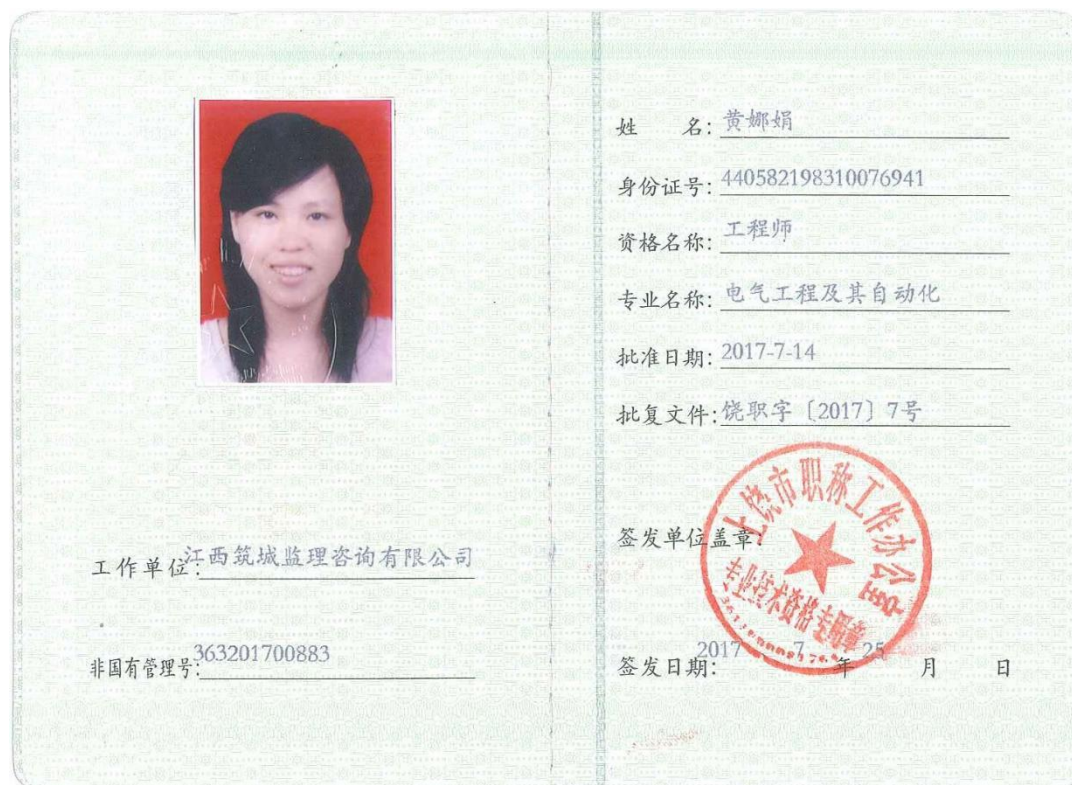 工作单位:江西筑城监理咨询有限公司
非国有管理号:363201700883
姓 名:黄娜娟
身份证号:440582198310076941
资格名称:工程师
专业名称:电气工程及其自动化
批准日期:2017-7-14
批复文件:饶职字〔2017〕7号
签发单位盖章:
上饶市职称工作办公室
专业技术资格专用章
签发日期: 2017 年 7 月 25 日